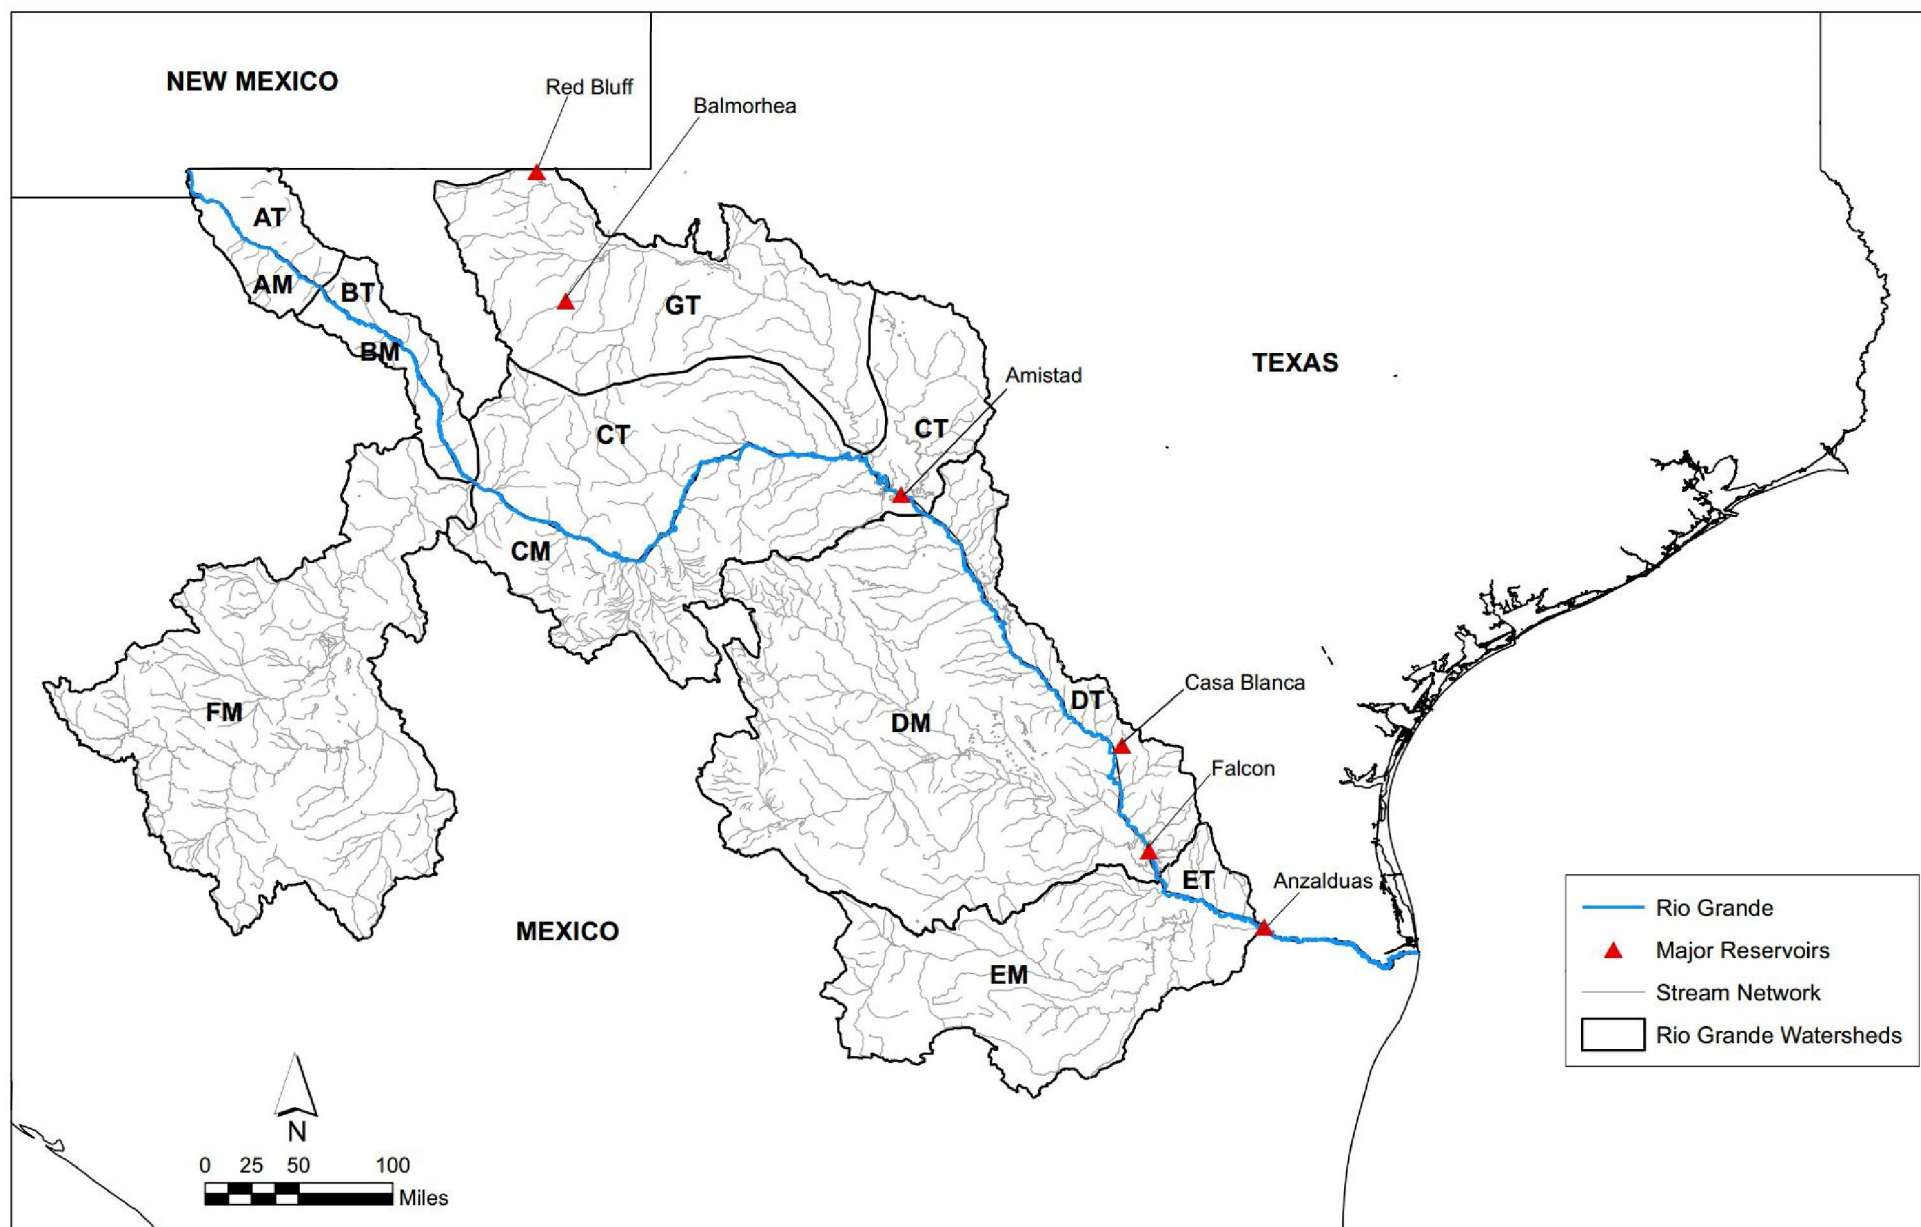 NEW MEXICO
Red Bluff
Balmorhea
AT
AM
BT
GT
BM
TEXAS
Amistad
CT
CT
CM
Casa Blanca
DT
FM
DM
Falcon
ET
Anzalduas
MEXICO
EM
Rio Grande
Major Reservoirs
Stream Network
Rio Grande Watersheds
N
0 25 50 100
Miles